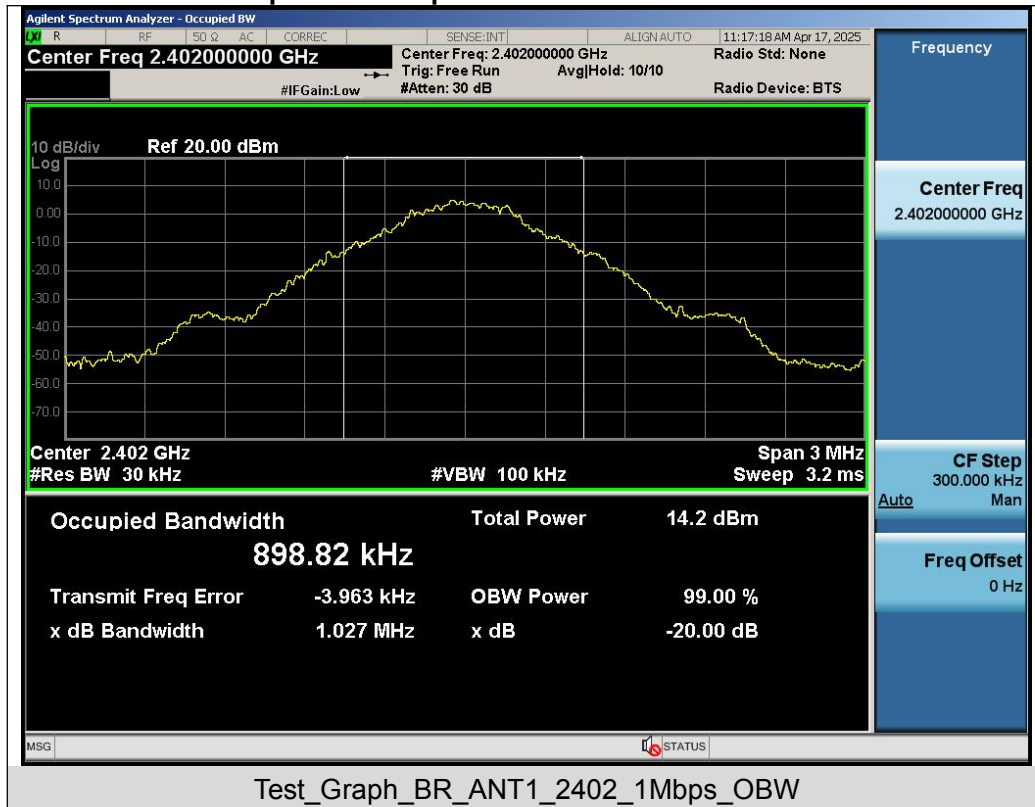 Agilent Spectrum Analyzer - Occupied BW
LXI R RF 50 Ω AC CORREC SENSE:INT ALIGN AUTO 11:17:18 AM Apr 17, 2025
Center Freq 2.402000000 GHz
Center Freq: 2.402000000 GHz Radio Std: None
Trig: Free Run Avg|Hold: 10/10
#IFGain:Low #Atten: 30 dB Radio Device: BTS
10 dB/div Ref 20.00 dBm
Log
10.0
0.00
-10.0
-20.0
-30.0
-40.0
-50.0
-60.0
-70.0
Center 2.402 GHz Span 3 MHz
#Res BW 30 kHz #VBW 100 kHz Sweep 3.2 ms
Occupied Bandwidth Total Power 14.2 dBm
898.82 kHz
Transmit Freq Error -3.963 kHz OBW Power 99.00 %
x dB Bandwidth 1.027 MHz x dB -20.00 dB
Frequency
Center Freq
2.402000000 GHz
CF Step
300.000 kHz
Auto Man
Freq Offset
0 Hz
MSG STATUS
Test_Graph_BR_ANT1_2402_1Mbps_OBW